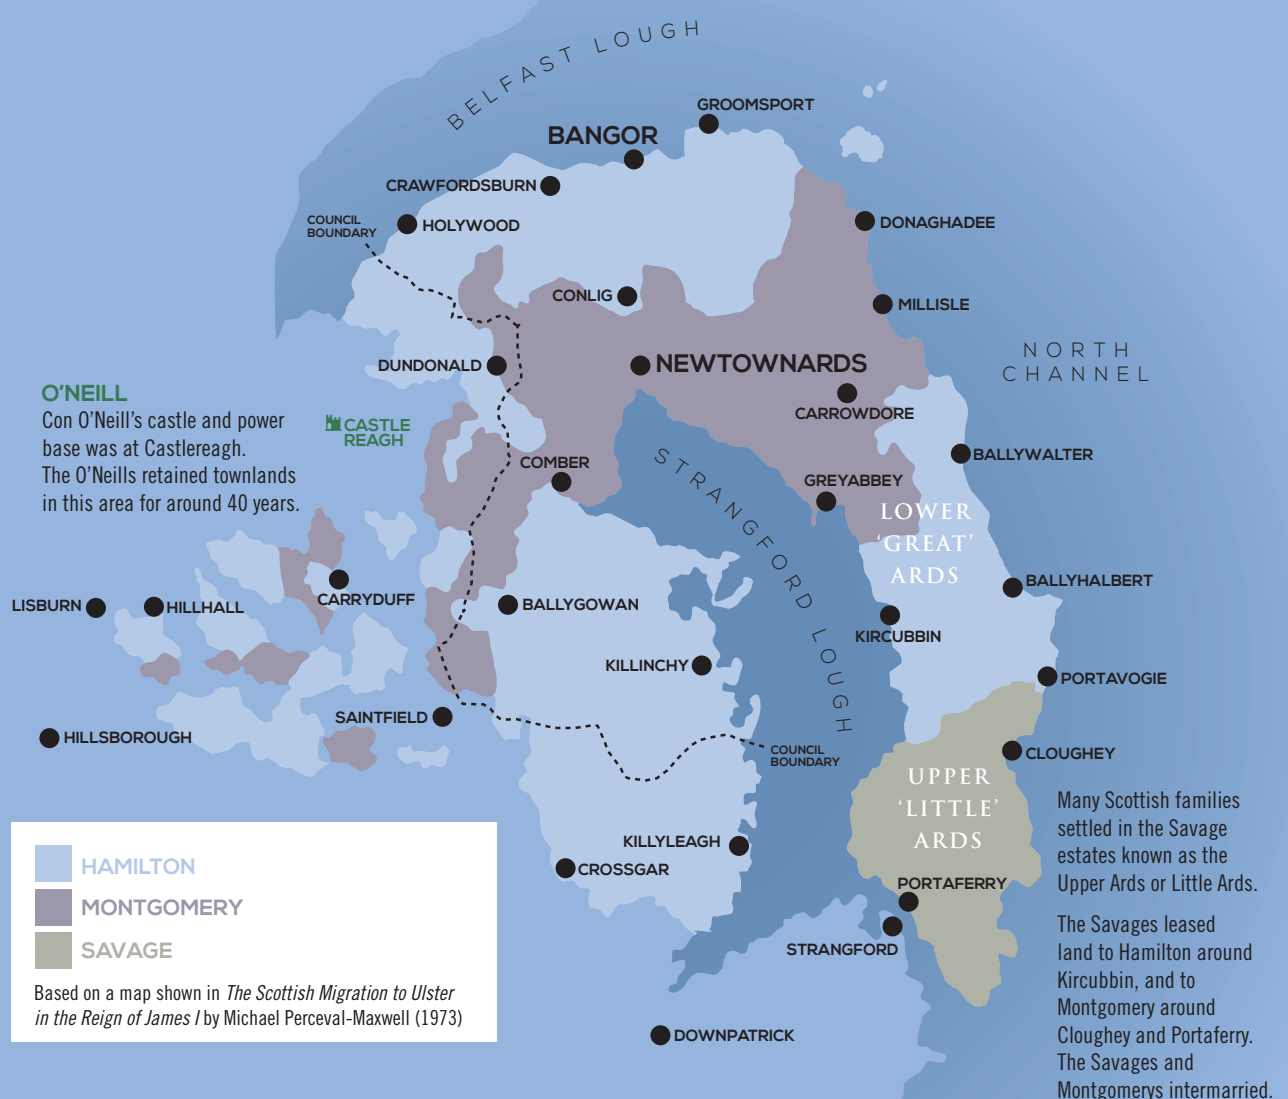 BELFAST LOUGH
GROOMSPORT
BANGOR
CRAWFORDSBURN
COUNCIL
BOUNDARY
HOLYWOOD
DONAGHADEE
CONLIG
MILLISLE
NORTH
CHANNEL
DUNDONALD
NEWTOWNARDS
CARROWDORE
O'NEILL
Con O'Neill's castle and power
base was at Castlereagh.
The O'Neills retained townlands
in this area for around 40 years.
CASTLE
REAGH
COMBER
STRANGFORD LOUGH
BALLYWALTER
GREYABBEY
LOWER
'GREAT'
ARDS
LISBURN
HILLHALL
CARRYDUFF
BALLYGOWAN
BALLYHALBERT
KIRCUBBIN
KILLINCHY
PORTAVOGIE
SAINTFIELD
HILLSBOROUGH
COUNCIL
BOUNDARY
CLOUGHEY
UPPER
'LITTLE'
ARDS
KILLYLEAGH
CROSSGAR
PORTAFERRY
STRANGFORD
DOWNPATRICK
Many Scottish families
settled in the Savage
estates known as the
Upper Ards or Little Ards.
The Savages leased
land to Hamilton around
Kircubbin, and to
Montgomery around
Cloughey and Portaferry.
The Savages and
Montgomerys intermarried.
HAMILTON
MONTGOMERY
SAVAGE
Based on a map shown in The Scottish Migration to Ulster
in the Reign of James I by Michael Perceval-Maxwell (1973)